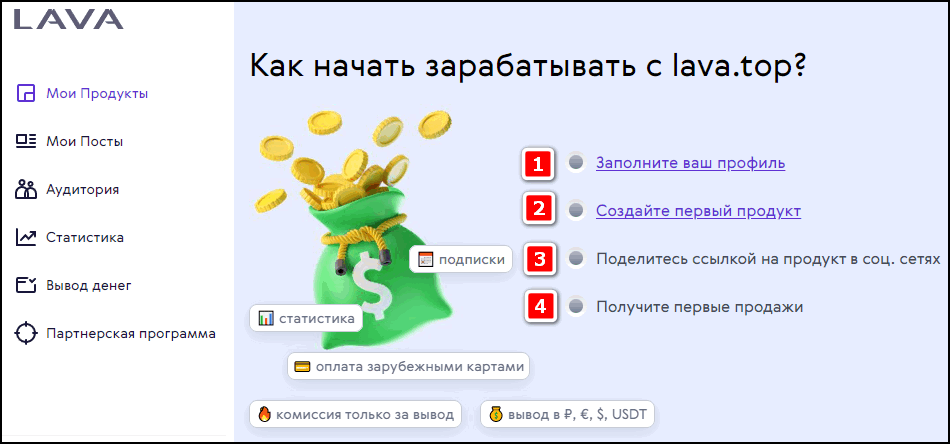 LAVA
Мои Продукты
Мои Посты
Аудитория
Статистика
Вывод денег
Партнерская программа
Как начать зарабатывать с lava.top?
$
подписки
статистика
оплата зарубежными картами
комиссия только за вывод
вывод в ₽, €, $, USDT
1 Заполните ваш профиль
2 Создайте первый продукт
3 Поделитесь ссылкой на продукт в соц. сетях
4 Получите первые продажи